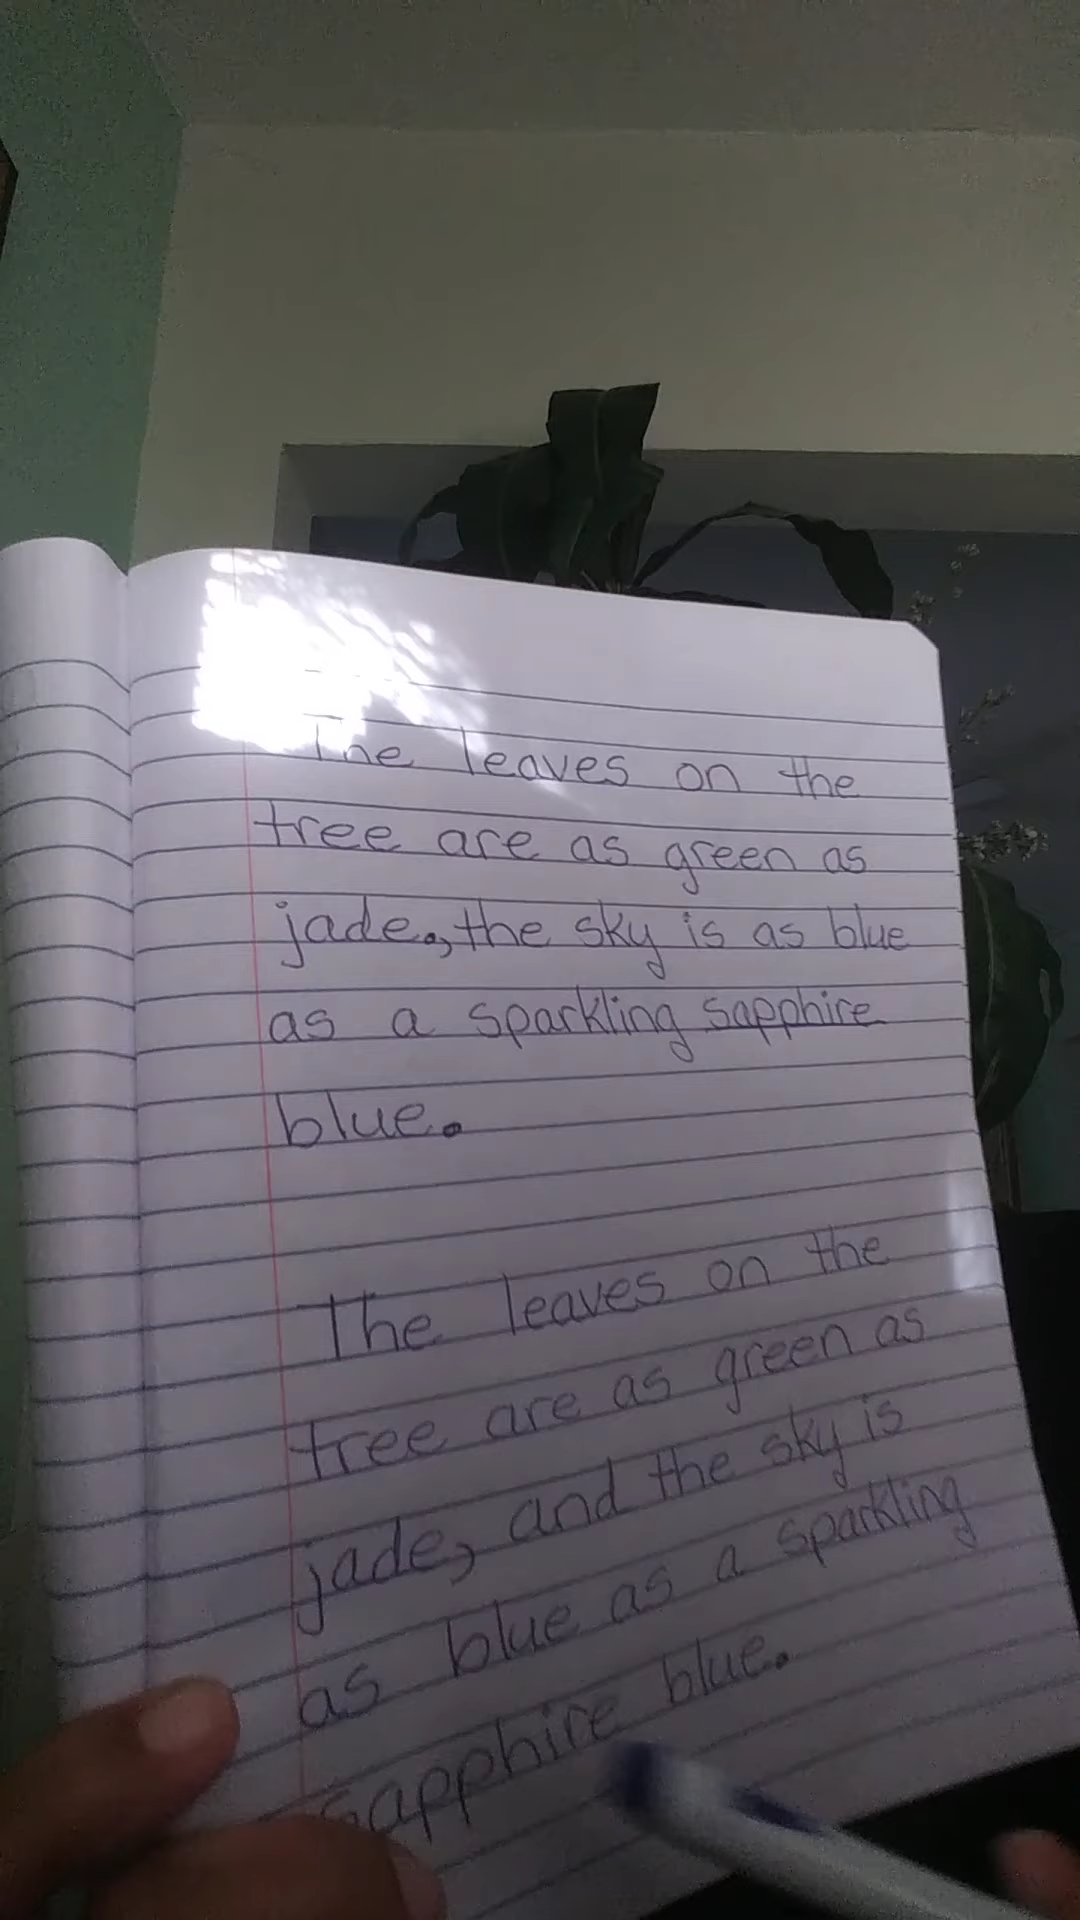 The leaves on the
tree are as green as
jade., the sky is as blue
as a sparkling sapphire
blue.
The leaves on the
tree are as green as
jade, and the sky is
as blue as a sparkling
sapphire blue.